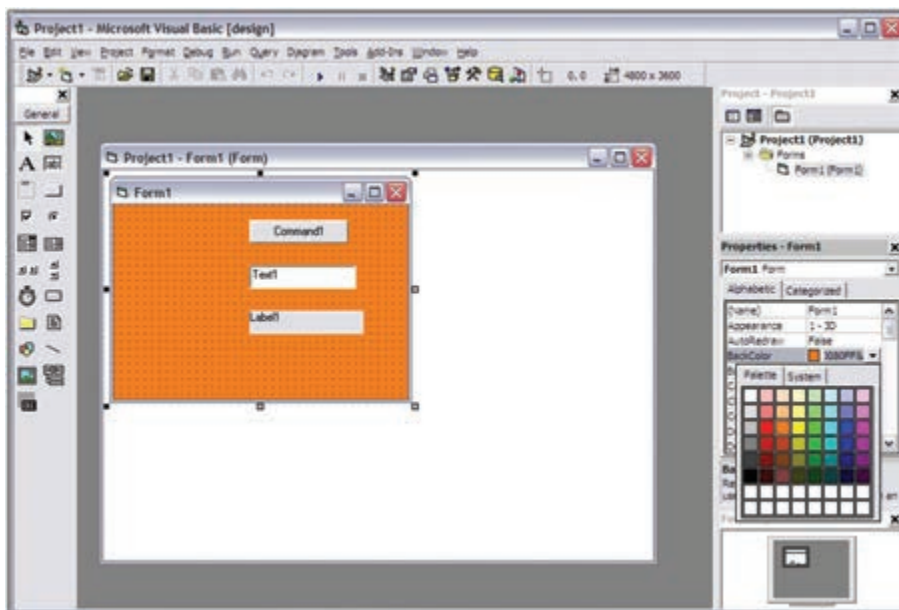 Project1 - Microsoft Visual Basic [design]
File Edit View Project Format Debug Run Query Diagram Tools Add-Ins Window Help
0, 0 4800 x 3600
General
Project1 - Form1 (Form)
Form1
Command1
Text1
Label1
Project - Project1
Project1 (Project1)
Forms
Form1 (Form1)
Properties - Form1
Form1 Form
Alphabetic Categorized
(Name) Form1
Appearance 1 - 3D
AutoRedraw False
BackColor
Palette System